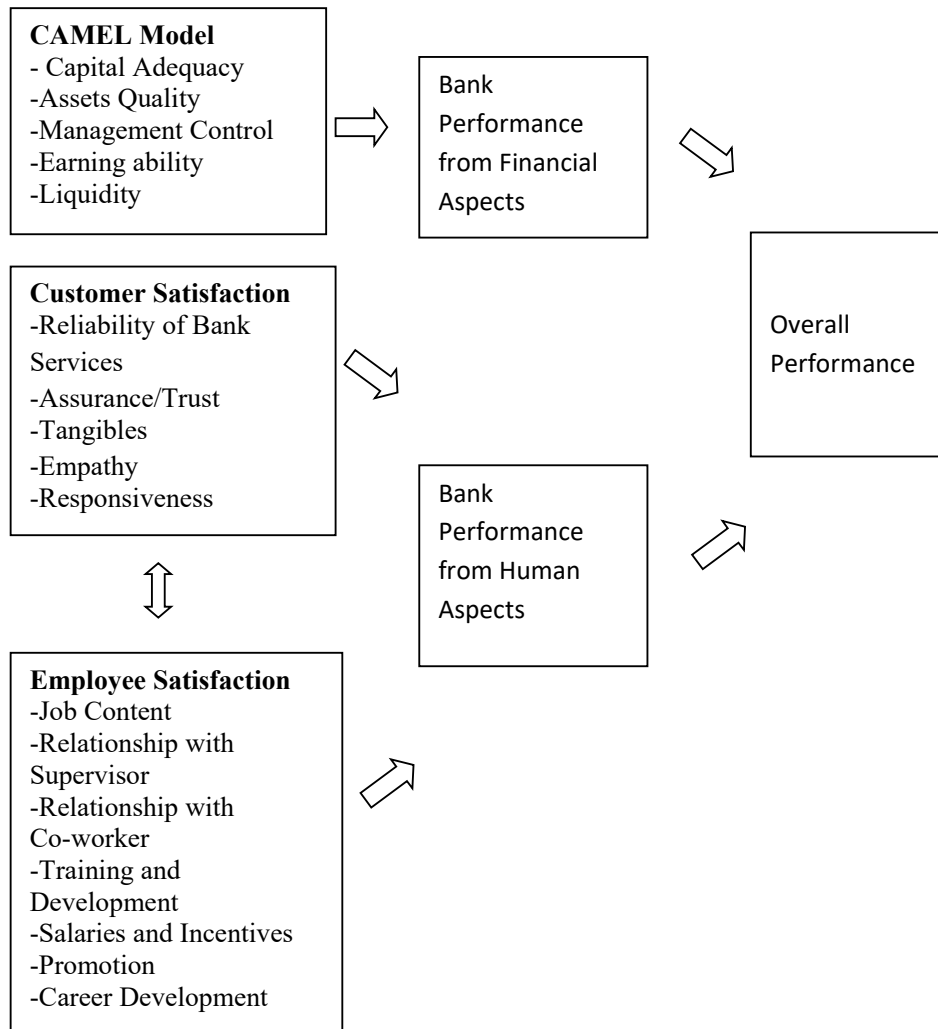 CAMEL Model
- Capital Adequacy
-Assets Quality
-Management Control
-Earning ability
-Liquidity
Bank
Performance
from Financial
Aspects
Customer Satisfaction
-Reliability of Bank
Services
-Assurance/Trust
-Tangibles
-Empathy
-Responsiveness
Overall
Performance
Bank
Performance
from Human
Aspects
Employee Satisfaction
-Job Content
-Relationship with
Supervisor
-Relationship with
Co-worker
-Training and
Development
-Salaries and Incentives
-Promotion
-Career Development